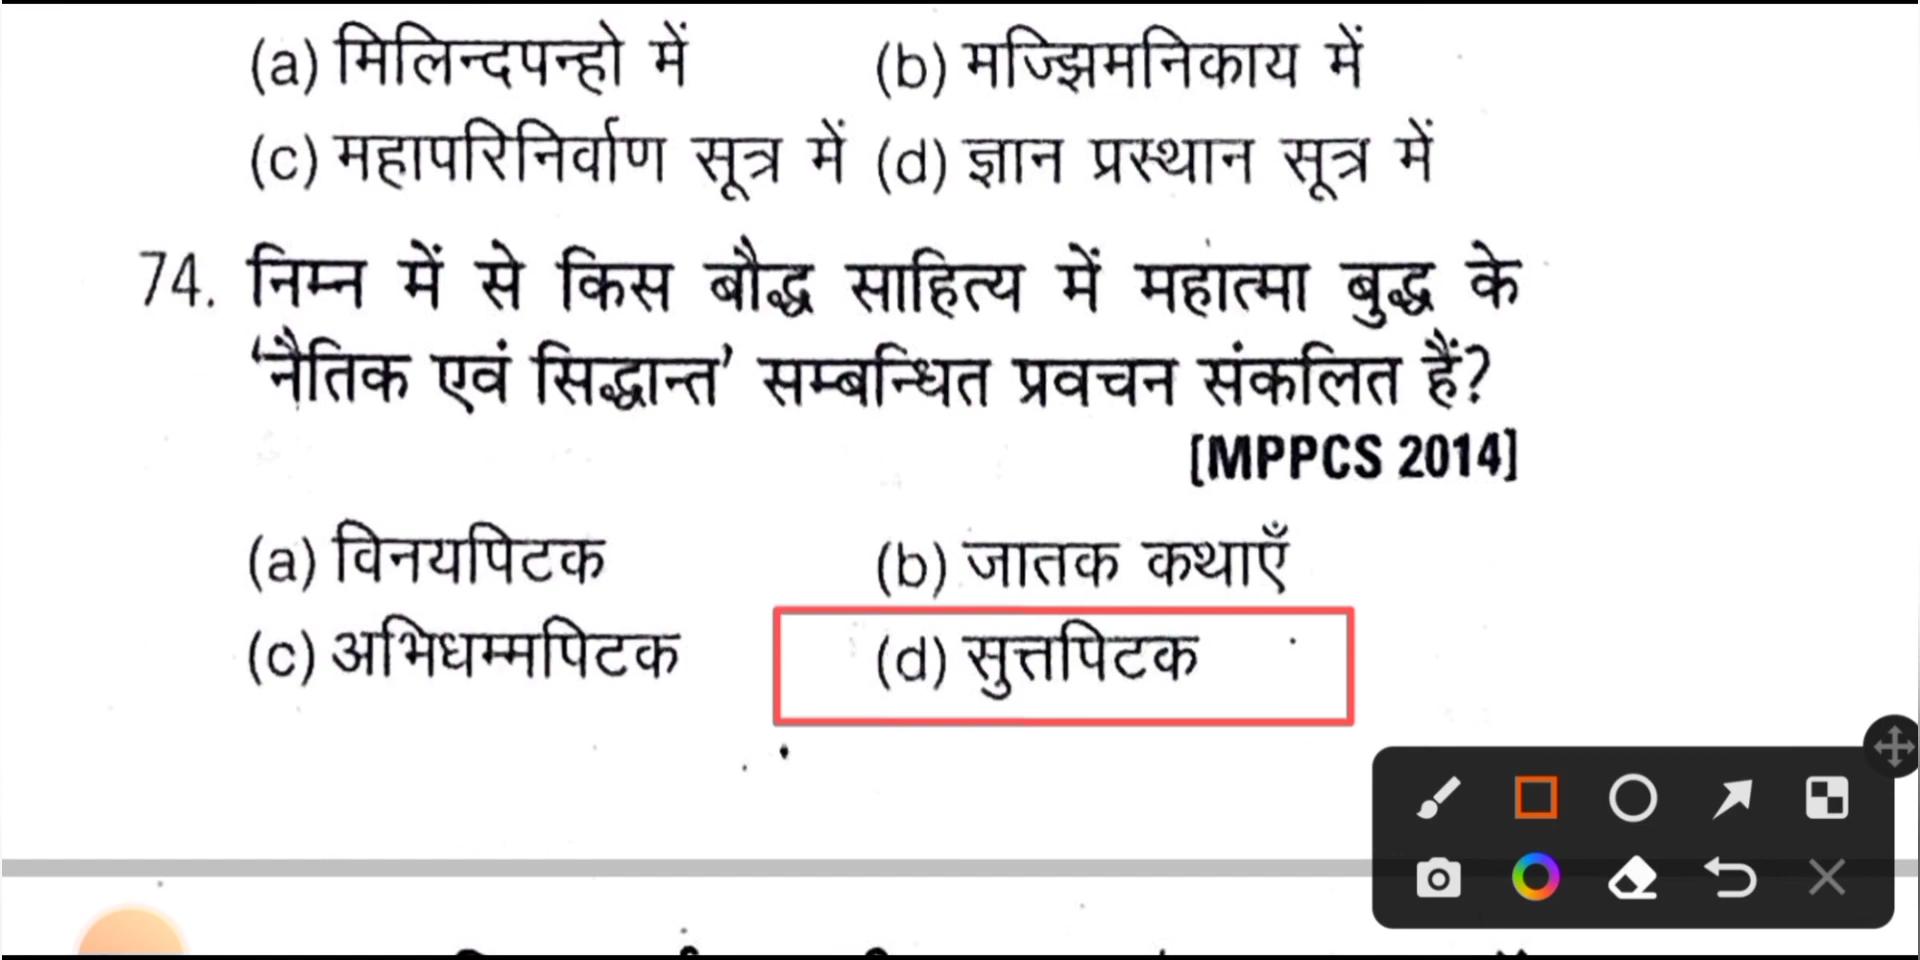 (a) मिलिन्दपन्हो में (b) मज्झिमनिकाय में
(c) महापरिनिर्वाण सूत्र में (d) ज्ञान प्रस्थान सूत्र में
74. निम्न में से किस बौद्ध साहित्य में महात्मा बुद्ध के
‘नैतिक एवं सिद्धान्त’ सम्बन्धित प्रवचन संकलित हैं?
[MPPCS 2014]
(a) विनयपिटक (b) जातक कथाएँ
(c) अभिधम्मपिटक (d) सुत्तपिटक